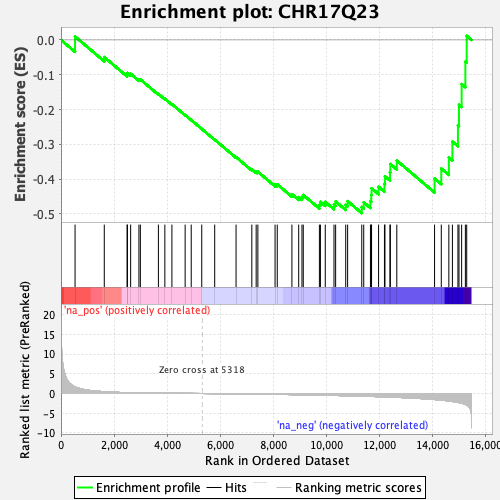 Enrichment plot: CHR17Q23
Enrichment score (ES)
0.0
-0.1
-0.2
-0.3
-0.4
-0.5
'na_pos' (positively correlated)
Ranked list metric (PreRanked)
20
15
10
5
0
-5
-10
Zero cross at 5318
'na_neg' (negatively correlated)
0
2,000
4,000
6,000
8,000
10,000
12,000
14,000
16,000
Rank in Ordered Dataset
Enrichment profile
Hits
Ranking metric scores